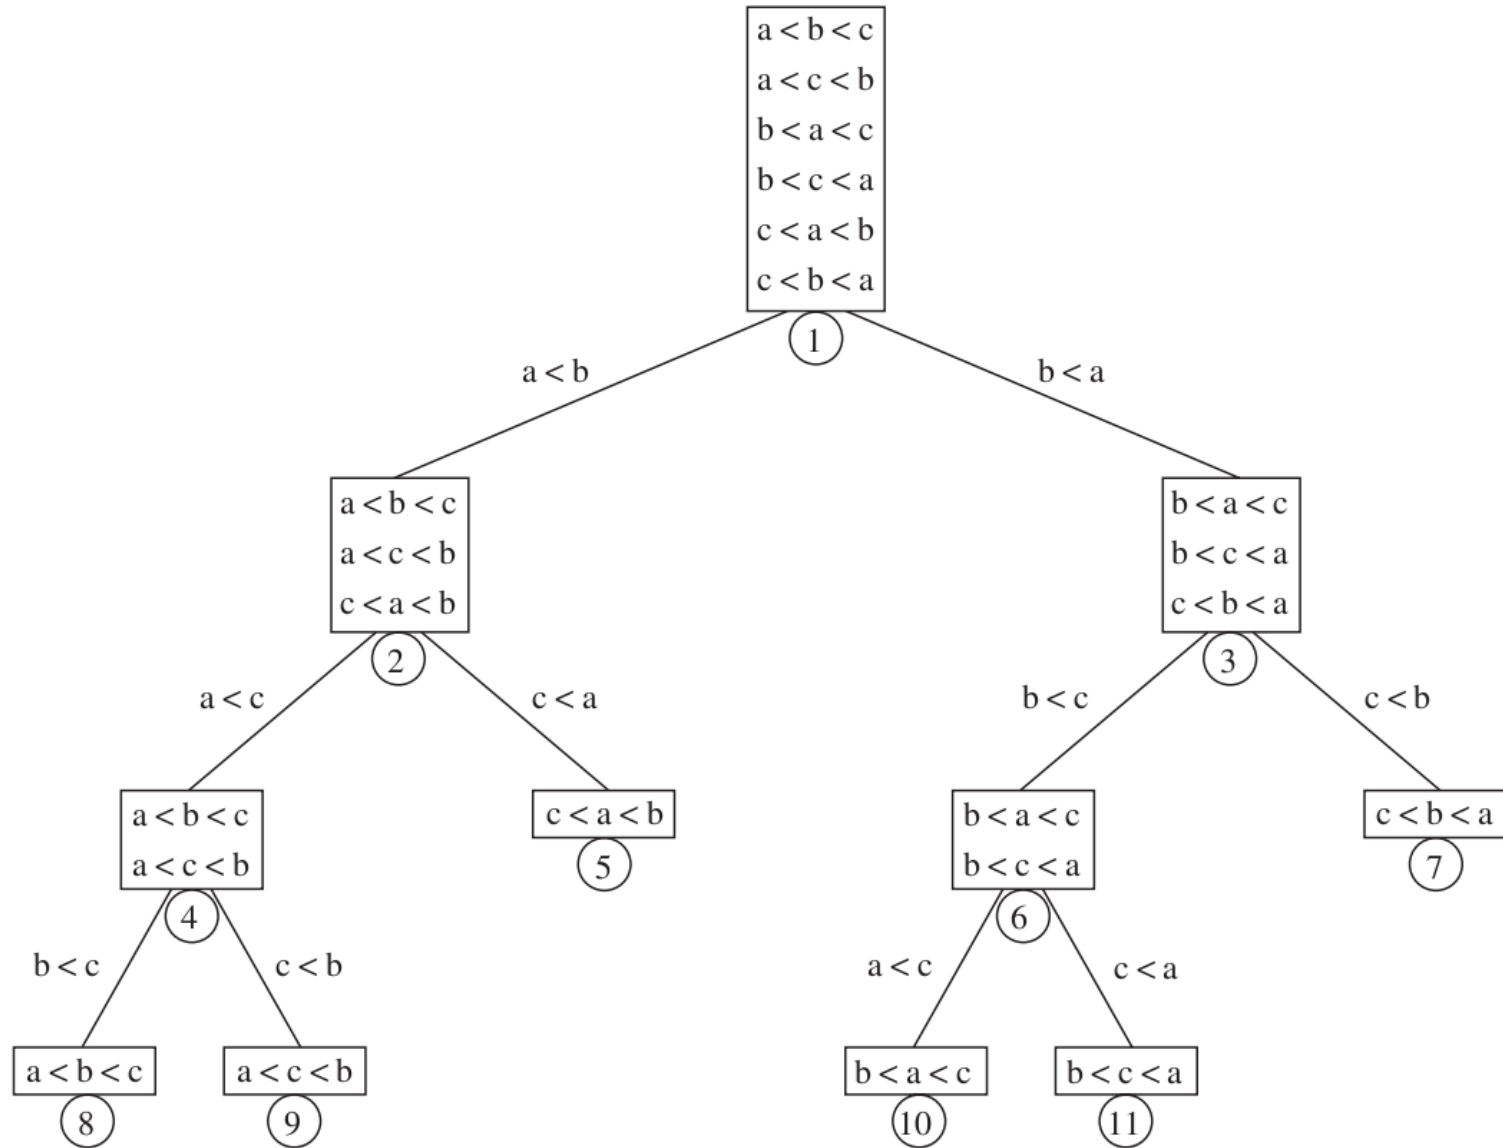 a < b < c
a < c < b
b < a < c
b < c < a
c < a < b
c < b < a
1
a < b
b < a
a < b < c
a < c < b
c < a < b
2
b < a < c
b < c < a
c < b < a
3
a < c
c < a
b < c
c < b
a < b < c
a < c < b
4
c < a < b
5
b < a < c
b < c < a
6
c < b < a
7
b < c
c < b
a < c
c < a
a < b < c
8
a < c < b
9
b < a < c
10
b < c < a
11